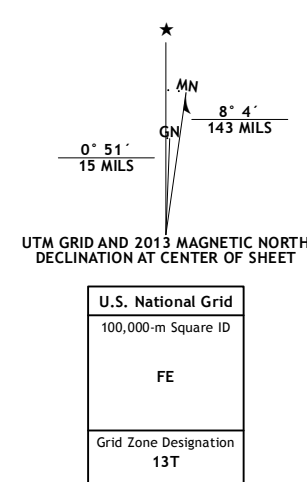 ★
MN
8° 4´
143 MILS
GN
0° 51´
15 MILS
UTM GRID AND 2013 MAGNETIC NORTH
DECLINATION AT CENTER OF SHEET
U.S. National Grid
100,000-m Square ID
FE
Grid Zone Designation
13T